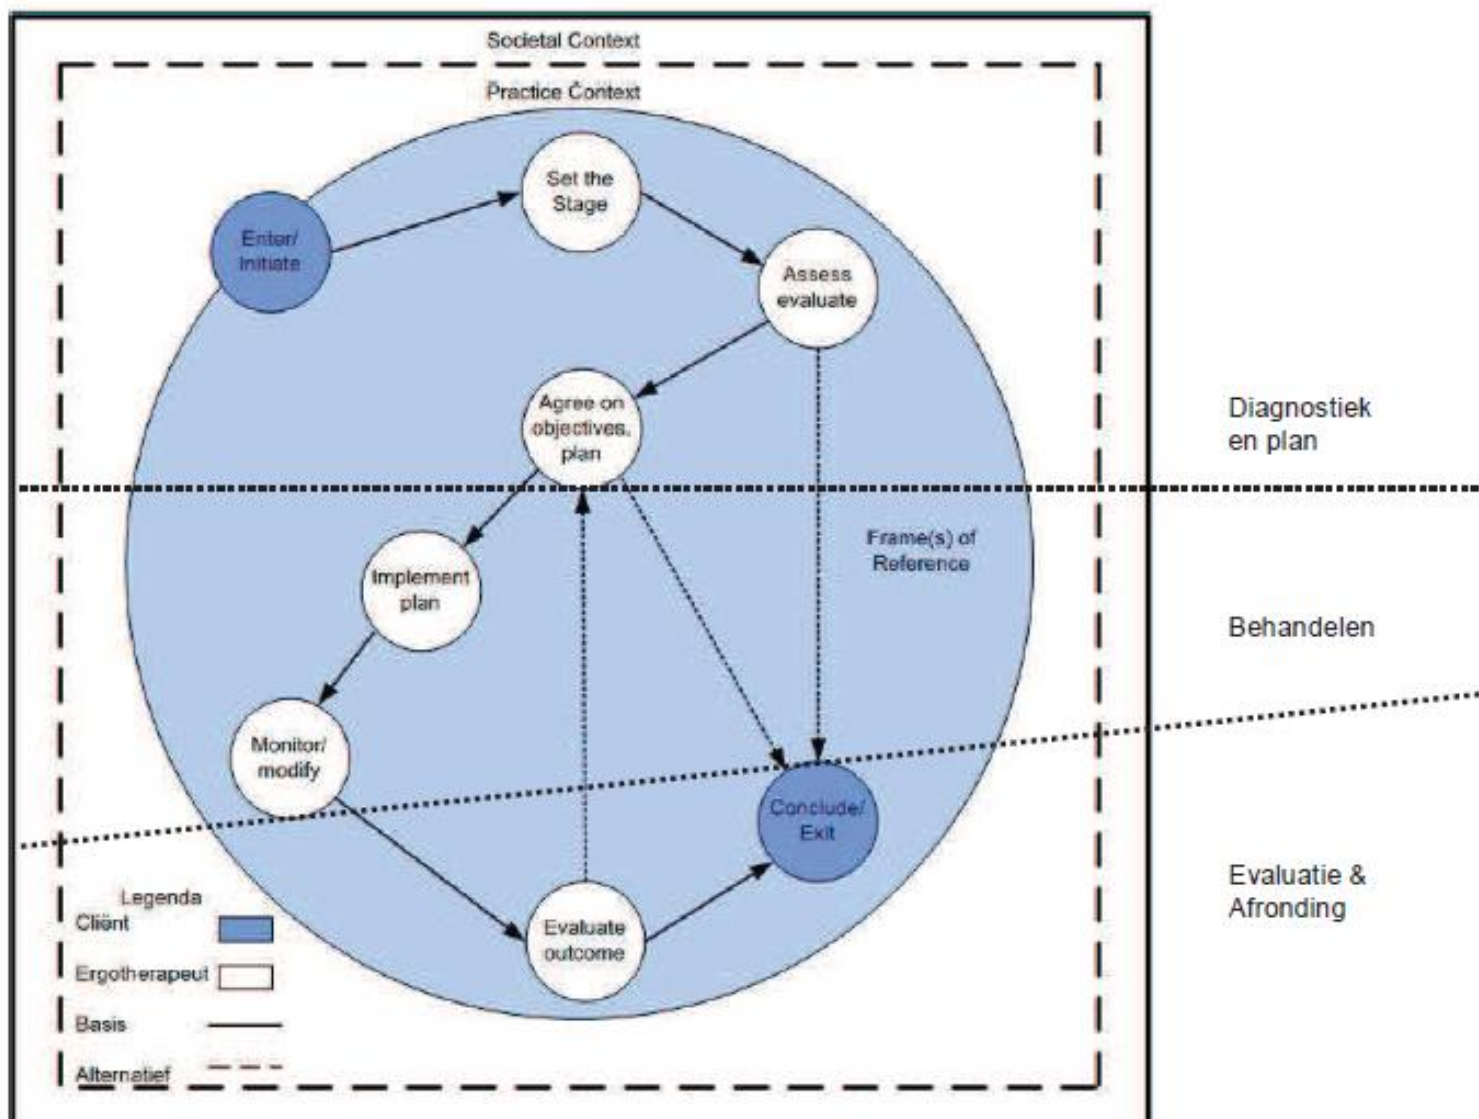 Societal Context
Practice Context
Set the
Stage
Enter/
Initiate
Assess
evaluate
Agree on
objectives,
plan
Diagnostiek
en plan
Frame(s) of
Reference
Implement
plan
Behandelen
Monitor/
modify
Conclude/
Exit
Evaluate
outcome
Evaluatie &
Afronding
Legenda
Cliënt
Ergotherapeut
Basis
Alternatief